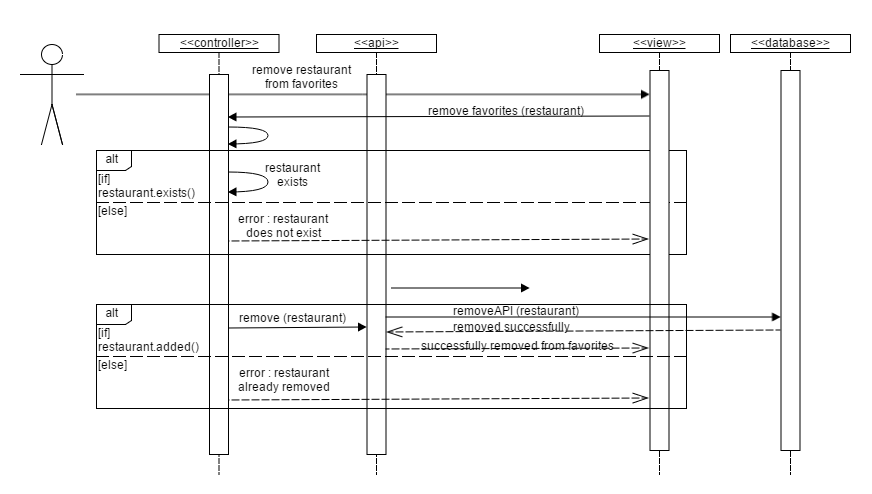 <<controller>>
<<api>>
<<view>>
<<database>>
remove restaurant
from favorites
remove favorites (restaurant)
alt
[if]
restaurant.exists()
restaurant
exists
[else]
error : restaurant
does not exist
alt
[if]
restaurant.added()
remove (restaurant)
removeAPI (restaurant)
removed successfully
successfully removed from favorites
[else]
error : restaurant
already removed